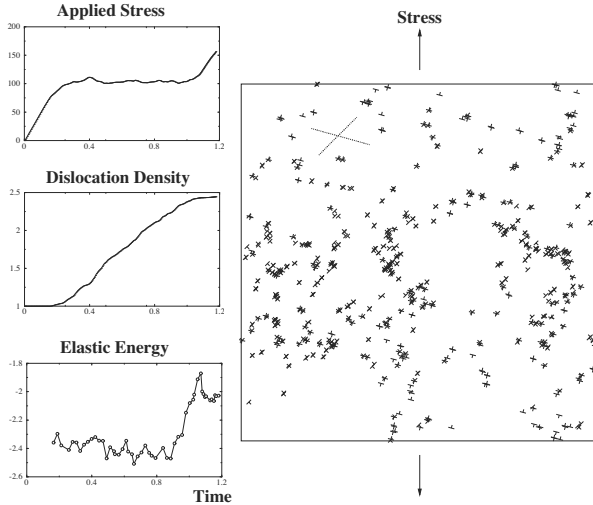 Applied Stress
200
150
100
50
0
0 0.4 0.8 1.2
Dislocation Density
2.5
2
1.5
1
0 0.4 0.8 1.2
Elastic Energy
-1.8
-2
-2.2
-2.4
-2.6
0 0.4 0.8 1.2
Time
Stress